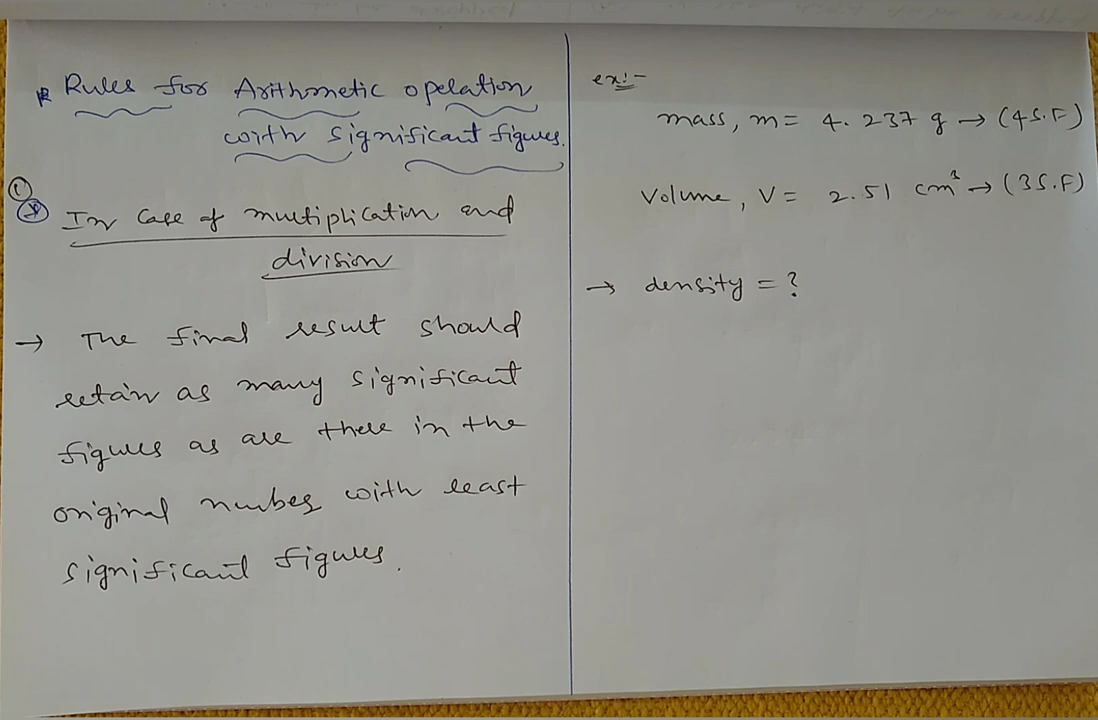 * Rules for Arithmetic operation
with significant figures.
①
* In Case of multiplication and
division
→ The final result should
retain as many significant
figures as are there in the
original number with least
significant figures.
ex:-
mass, m = 4.237 g → (4S.F)
Volume, V = 2.51 cm³ → (3S.F)
→ density = ?